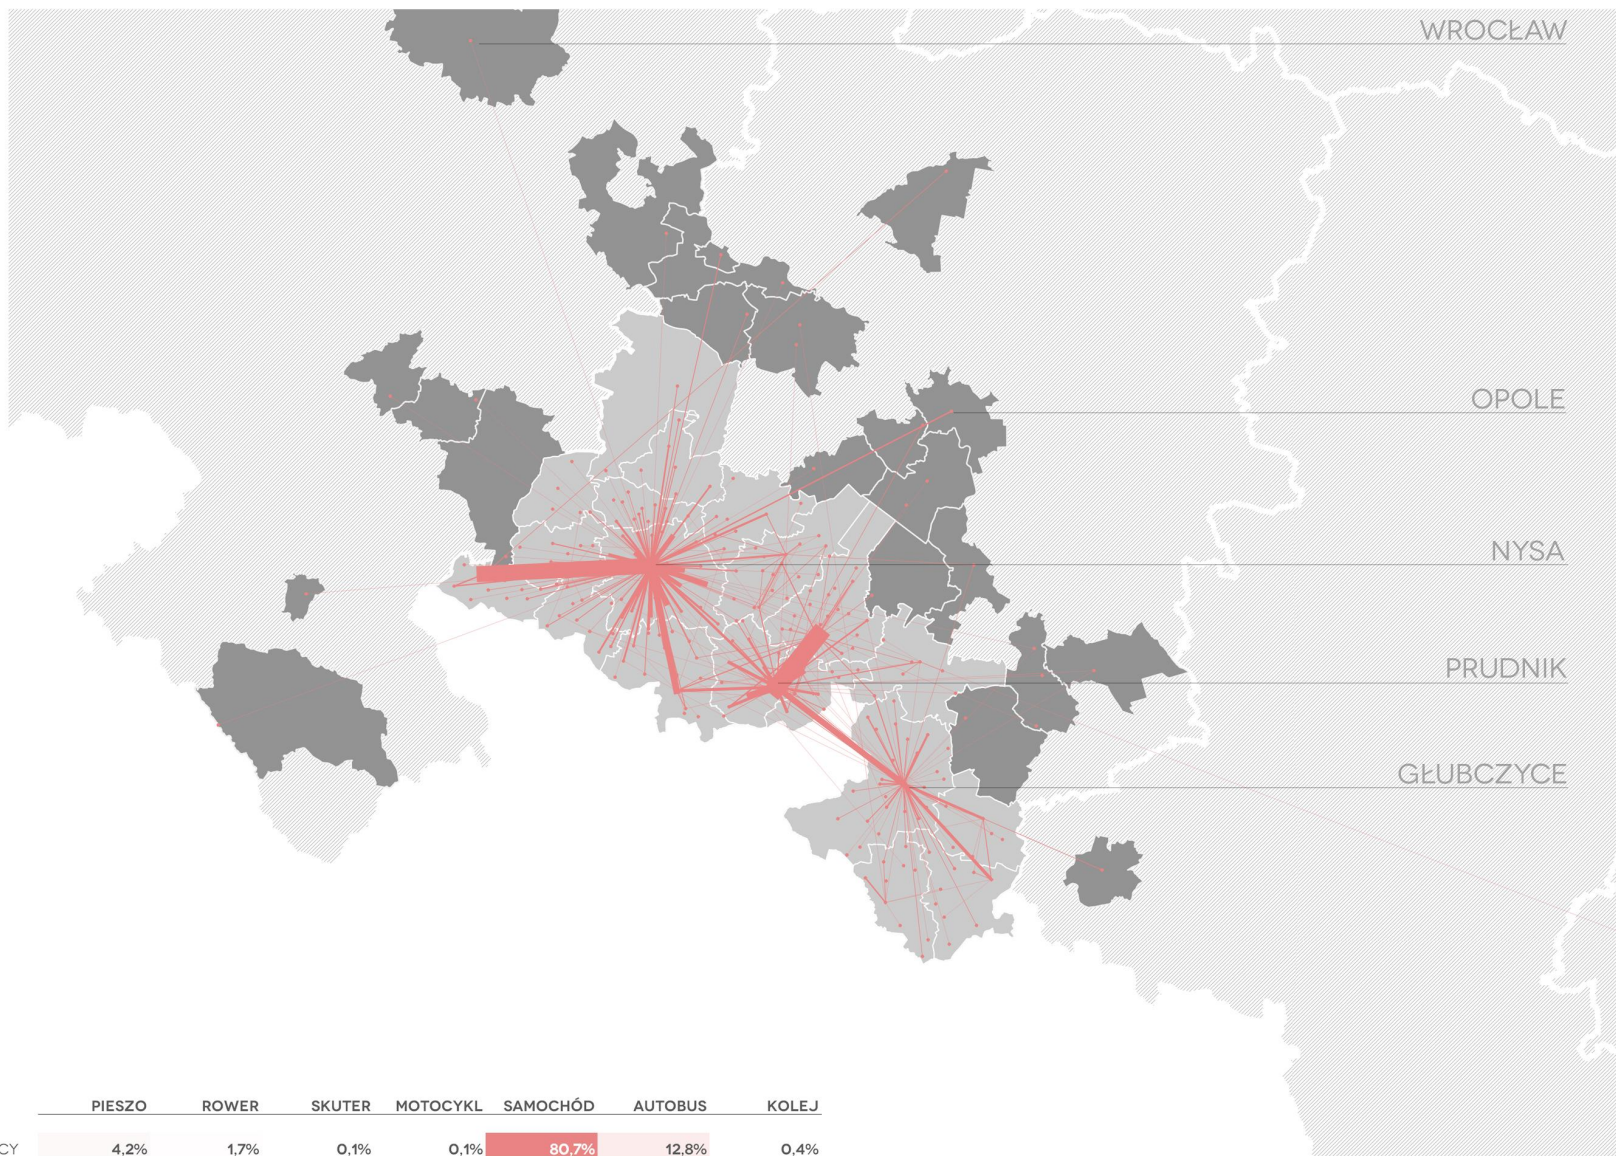 WROCŁAW
OPOLE
NYSA
PRUDNIK
GŁUBCZYCE
PIESZO ROWER SKUTER MOTOCYKL SAMOCHÓD AUTOBUS KOLEJ
CY 4,2% 1,7% 0,1% 0,1% 80,7% 12,8% 0,4%